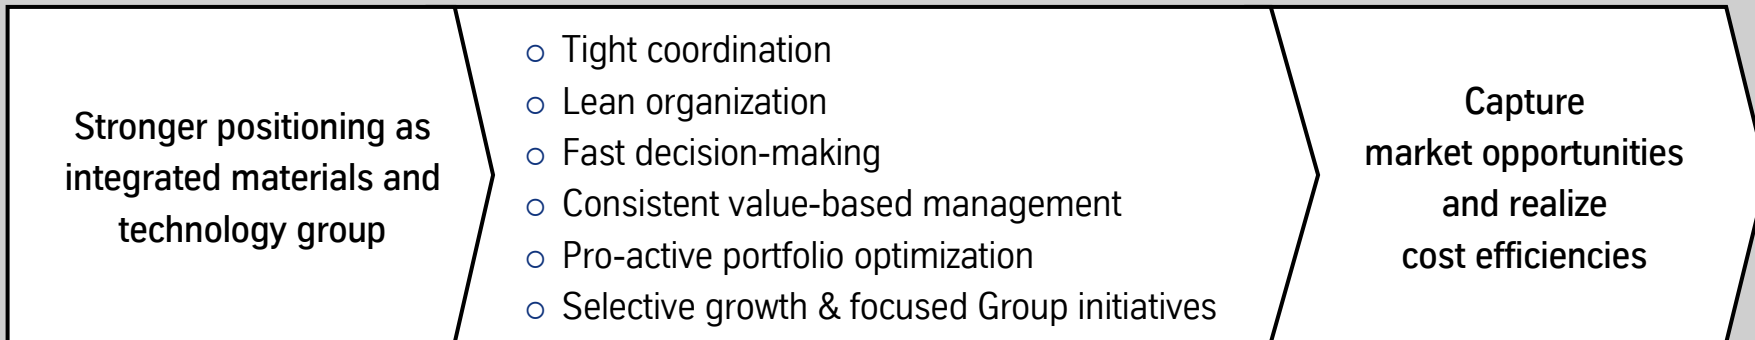 Stronger positioning as
integrated materials and
technology group
Tight coordination
Lean organization
Fast decision-making
Consistent value-based management
Pro-active portfolio optimization
Selective growth & focused Group initiatives
Capture
market opportunities
and realize
cost efficiencies